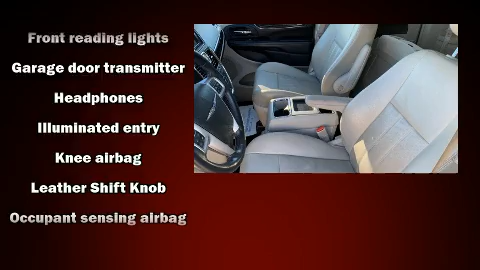 Front reading lights
Garage door transmitter
Headphones
Illuminated entry
Knee airbag
Leather Shift Knob
Occupant sensing airbag